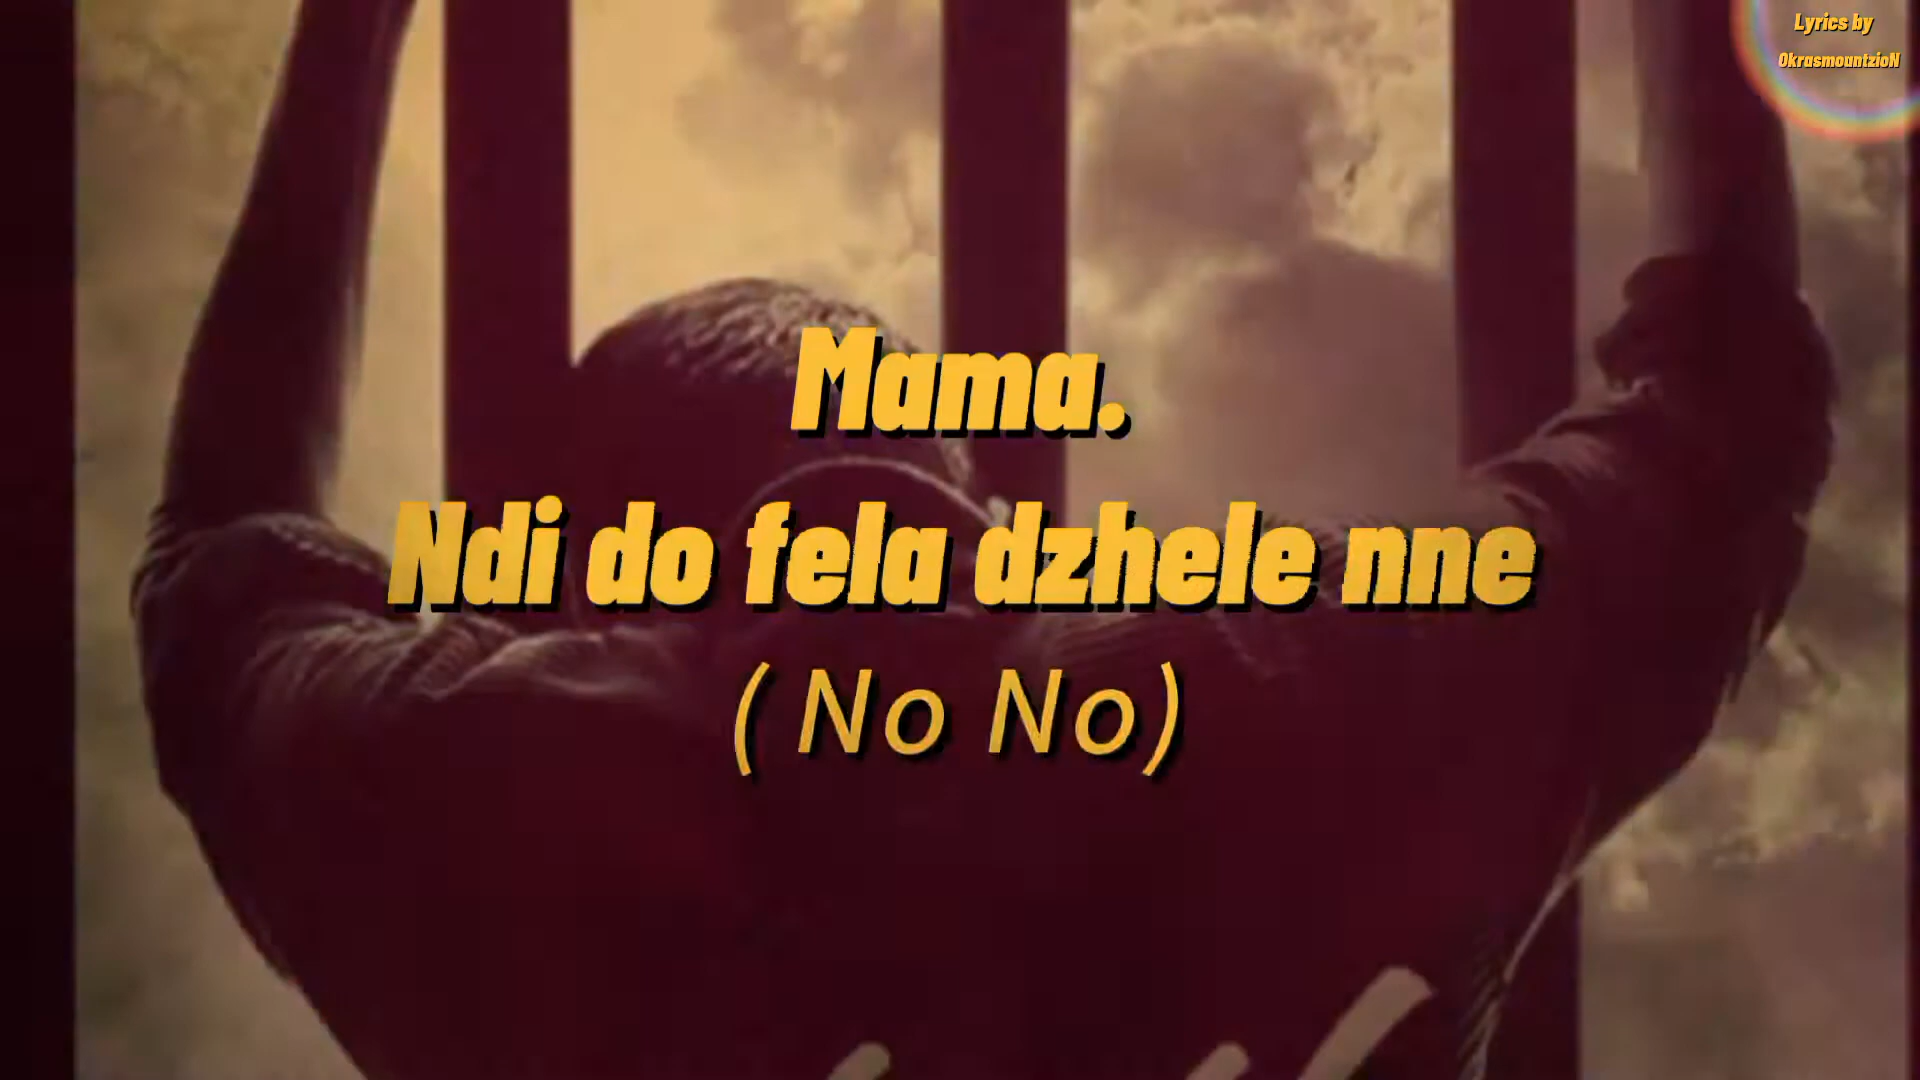 Lyrics by
OkrasmountzioN
Mama.
Ndi do fela dzhele nne
( No No)